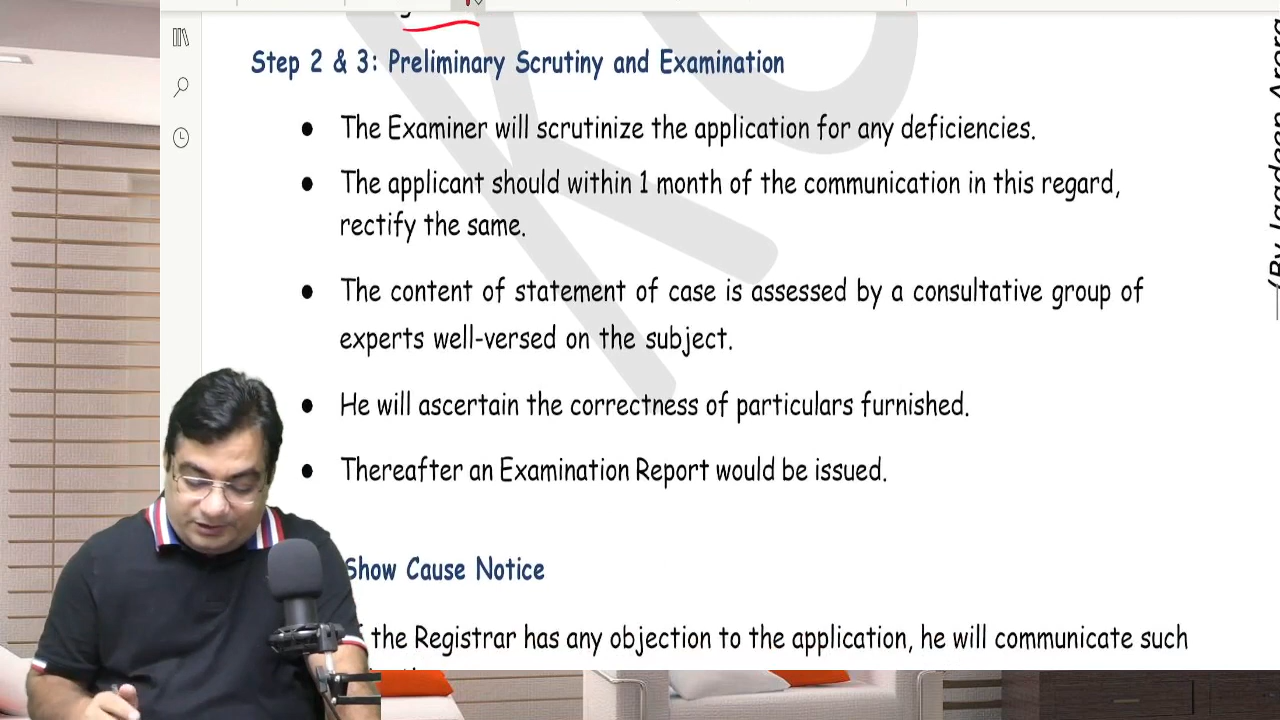 Step 2 & 3: Preliminary Scrutiny and Examination
The Examiner will scrutinize the application for any deficiencies.
The applicant should within 1 month of the communication in this regard,
rectify the same.
The content of statement of case is assessed by a consultative group of
experts well-versed on the subject.
He will ascertain the correctness of particulars furnished.
Thereafter an Examination Report would be issued.
Show Cause Notice
the Registrar has any objection to the application, he will communicate such
(By Jagdeep Arora